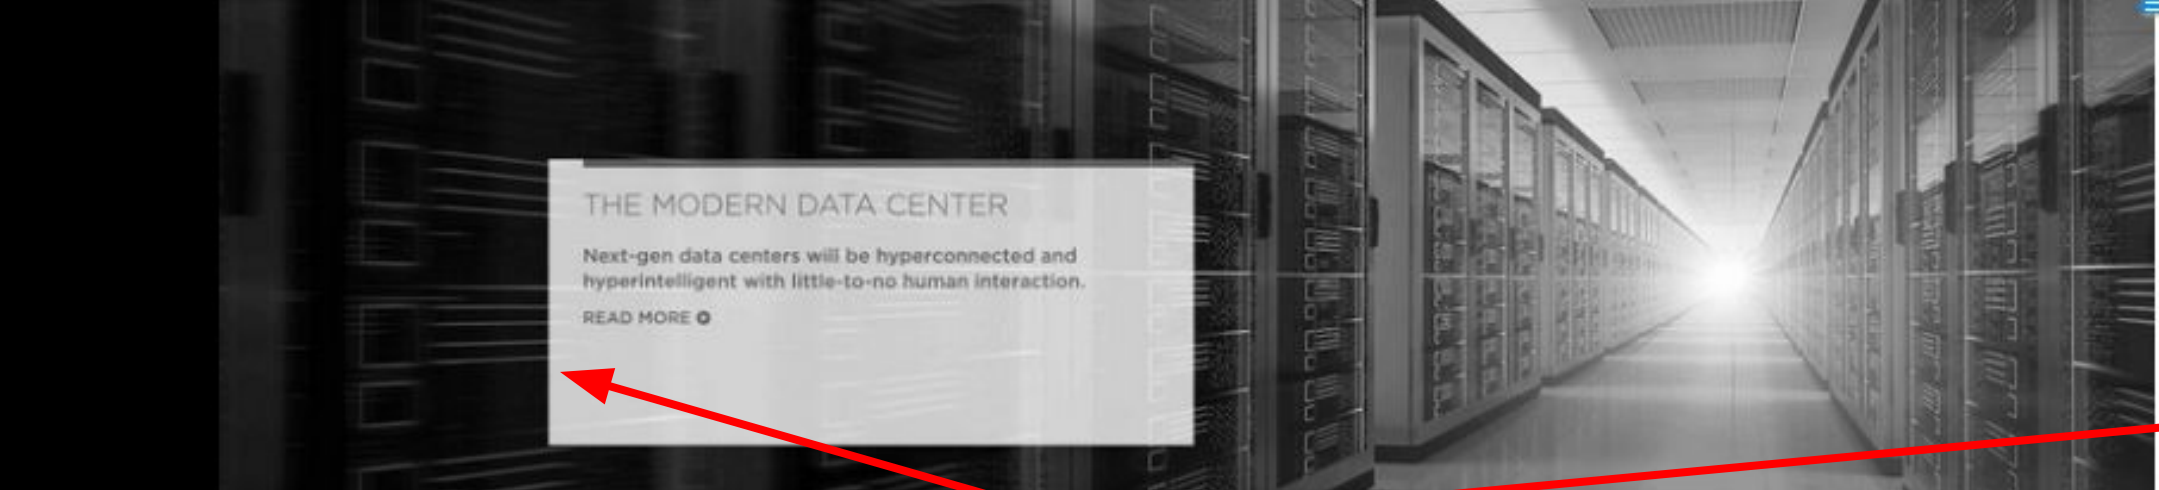 THE MODERN DATA CENTER
Next-gen data centers will be hyperconnected and
hyperintelligent with little-to-no human interaction.
READ MORE